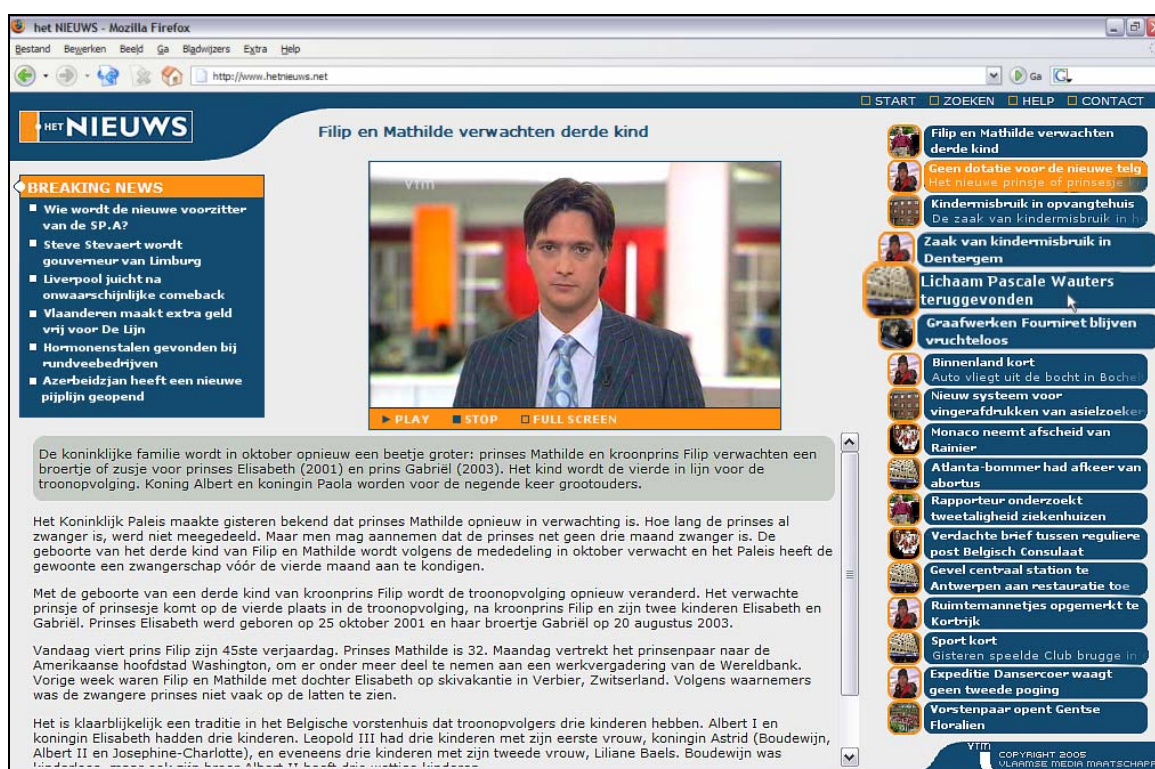 het NIEUWS - Mozilla Firefox
Bestand Bewerken Beeld Ga Bladwijzers Extra Help
http://www.hetnieuws.net
Ga
START ZOEKEN HELP CONTACT
HET NIEUWS
Filip en Mathilde verwachten derde kind
BREAKING NEWS
Wie wordt de nieuwe voorzitter
van de SP.A?
Steve Stevaert wordt
gouverneur van Limburg
Liverpool juicht na
onwaarschijnlijke comeback
Vlaanderen maakt extra geld
vrij voor De Lijn
Hormonenstalen gevonden bij
rundveebedrijven
Azerbeidzjan heeft een nieuwe
pijplijn geopend
vtm
PLAY STOP FULL SCREEN
De koninklijke familie wordt in oktober opnieuw een beetje groter: prinses Mathilde en kroonprins Filip verwachten een
broertje of zusje voor prinses Elisabeth (2001) en prins Gabriël (2003). Het kind wordt de vierde in lijn voor de
troonopvolging. Koning Albert en koningin Paola worden voor de negende keer grootouders.
Het Koninklijk Paleis maakte gisteren bekend dat prinses Mathilde opnieuw in verwachting is. Hoe lang de prinses al
zwanger is, werd niet meegedeeld. Maar men mag aannemen dat de prinses net geen drie maand zwanger is. De
geboorte van het derde kind van Filip en Mathilde wordt volgens de mededeling in oktober verwacht en het Paleis heeft de
gewoonte een zwangerschap vóór de vierde maand aan te kondigen.
Met de geboorte van een derde kind van kroonprins Filip wodt de troonopvolging opnieuw veranderd. Het verwachte
prinsje of prinsesje komt op de vierde plaats in de troonopvolging, na kroonprins Filip en zijn twee kinderen Elisabeth en
Gabriël. Prinses Elisabeth werd geboren op 25 oktober 2001 en haar broertje Gabriël op 20 augustus 2003.
Vandaag viert prins Filip zijn 45ste verjaardag. Prinses Mathilde is 32. Maandag vertrekt het prinsenpaar naar de
Amerikaanse hoofdstad Washington, om er onder meer deel te nemen aan een werkvergadering van de Wereldbank.
Vorige week waren Filip en Mathilde met dochter Elisabeth op skivakantie in Verbier, Zwitserland. Volgens waarnemers
was de zwangere prinses niet vaak op de latten te zien.
Het is klaarblijkelijk een traditie in het Belgische vorstenhuis dat troonopvolgers drie kinderen hebben. Albert I en
koningin Elisabeth hadden drie kinderen. Leopold III had drie kinderen met zijn eerste vrouw, koningin Astrid (Boudewijn,
Albert II en Josephine-Charlotte), en eveneens drie kinderen met zijn tweede vrouw, Liliane Baels. Boudewijn was
Filip en Mathilde verwachten
derde kind
Geen dotatie voor de nieuwe telg
Het nieuwe prinsje of prinsesje
Kindermisbruik in opvangtehuis
De zaak van kindermisbruik in
Zaak van kindermisbruik in
Dentergem
Lichaam Pascale Wauters
teruggevonden
Graafwerken Fourniret blijven
vruchteloos
Binnenland kort
Auto vliegt uit de bocht in Bochel
Nieuw systeem voor
vingerafdrukken van asielzoeker
Monaco neemt afscheid van
Rainier
Atlanta-bommer had afkeer van
abortus
Rapporteur onderzoekt
tweetaligheid ziekenhuizen
Verdachte brief tussen reguliere
post Belgisch Consulaat
Gevel centraal station te
Antwerpen aan restauratie toe
Ruimtemannetjes opgemerkt te
Kortrijk
Sport kort
Gisteren speelde Club brugge in
Expeditie Dansercoer waagt
geen tweede poging
Vorstenpaar opent Gentse
Floralien
vtm
COPYRIGHT 2005
VLAAMSE MEDIA MAATSCHAPP